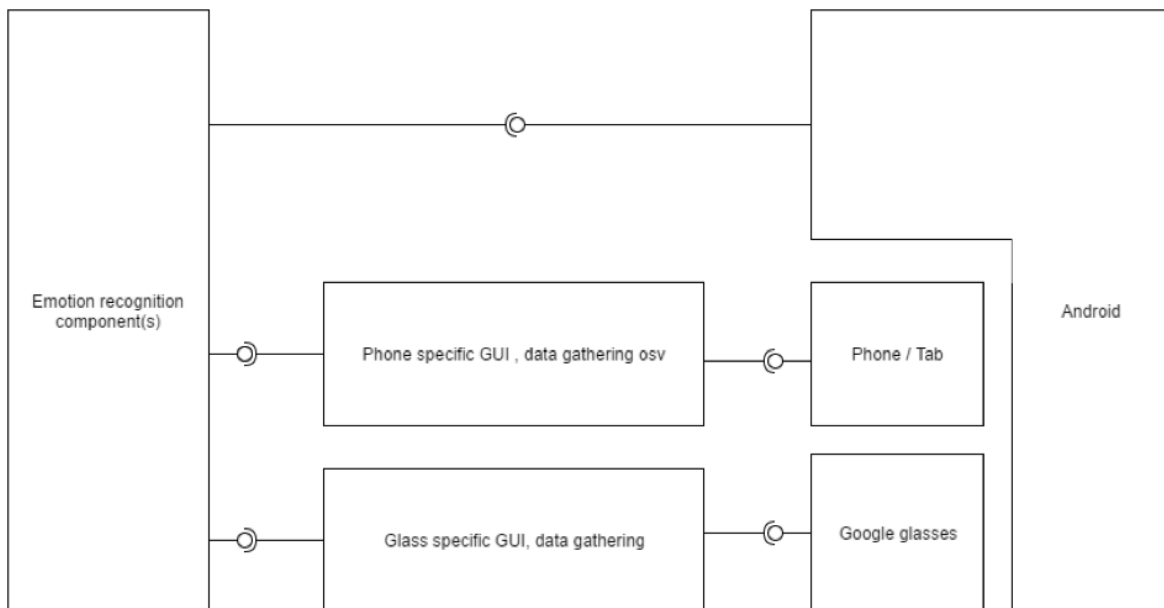 Emotion recognition
component(s)
Phone specific GUI , data gathering osv
Phone / Tab
Android
Glass specific GUI, data gathering
Google glasses